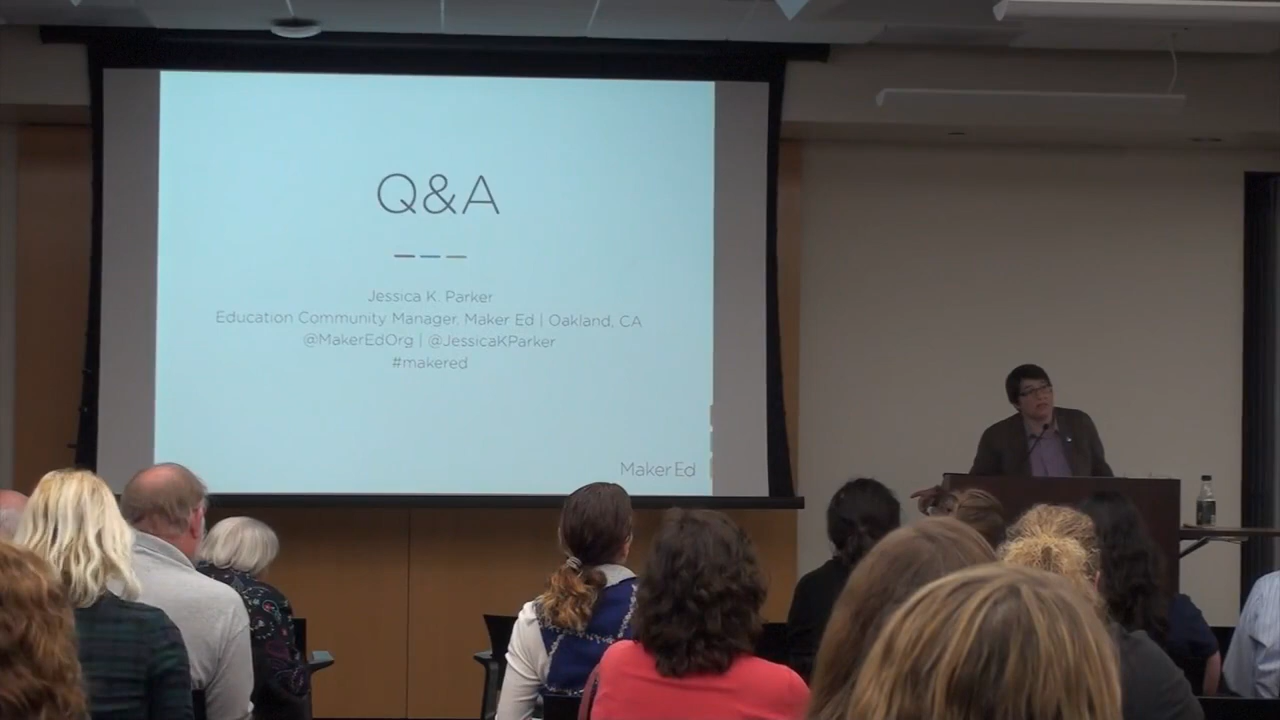 Q&A
Jessica K. Parker
Education Community Manager, Maker Ed | Oakland, CA
@MakerEdOrg | @JessicaKParker
#makered
Maker Ed